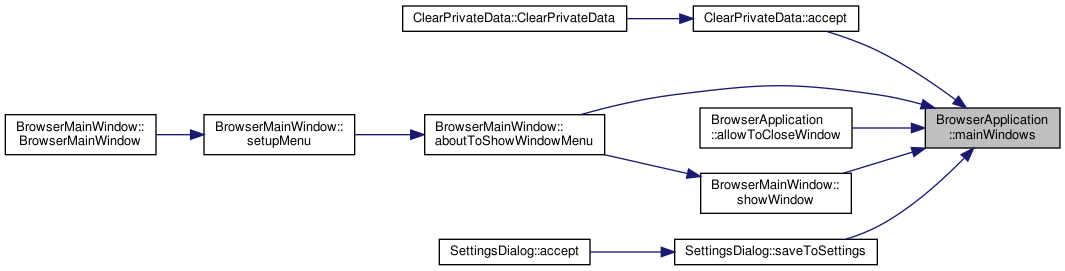 ClearPrivateData::ClearPrivateData
ClearPrivateData::accept
BrowserMainWindow::
BrowserMainWindow
BrowserMainWindow::
setupMenu
BrowserMainWindow::
aboutToShowWindowMenu
BrowserApplication
::allowToCloseWindow
BrowserApplication
::mainWindows
BrowserMainWindow::
showWindow
SettingsDialog::accept
SettingsDialog::saveToSettings